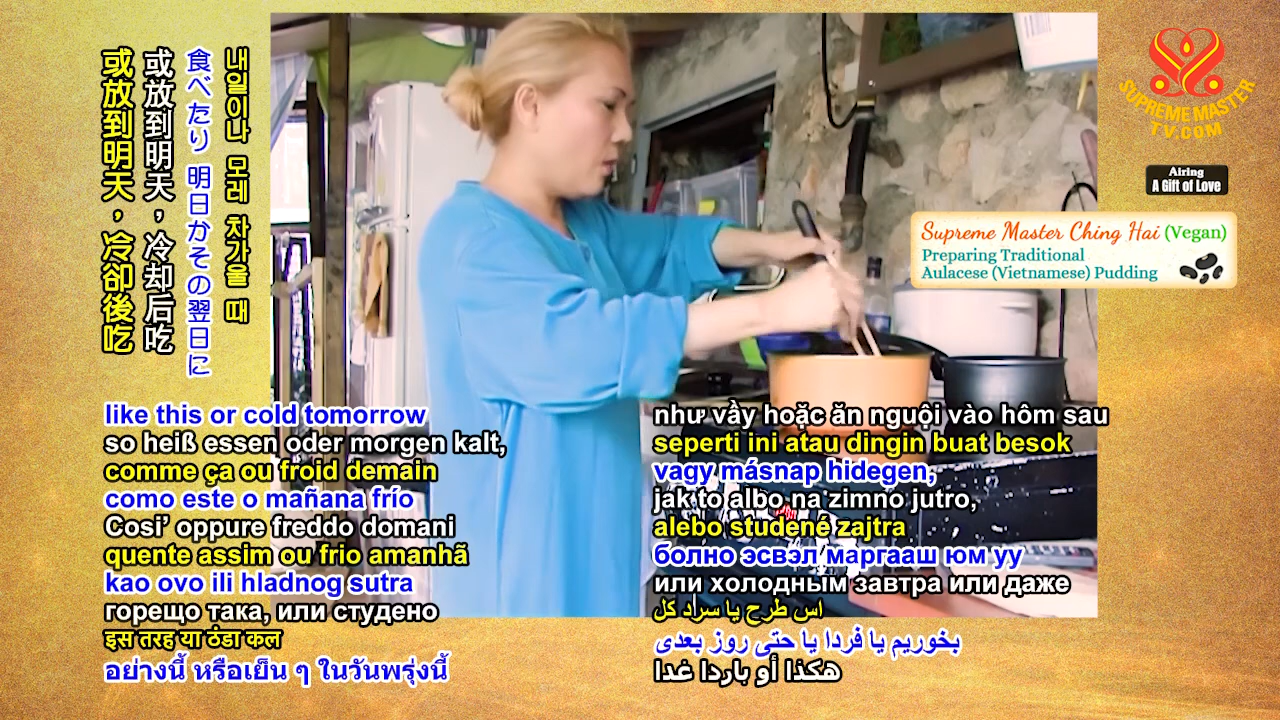 或放到明天，冷卻後吃
或放到明天，冷却后吃
食べたり 明日かその翌日に
내일이나 모레 차가울 때
SUPREME MASTER
TV.COM
Airing
A Gift of Love
Supreme Master Ching Hai (Vegan)
Preparing Traditional
Aulacese (Vietnamese) Pudding
like this or cold tomorrow
so heiß essen oder morgen kalt,
comme ça ou froid demain
como este o mañana frío
Cosi’ oppure freddo domani
quente assim ou frio amanhã
kao ovo ili hladnog sutra
горещо така, или студено
इस तरह या ठंडा कल
อย่างนี้ หรือเย็น ๆ ในวันพรุ่งนี้
như vầy hoặc ăn nguội vào hôm sau
seperti ini atau dingin buat besok
vagy másnap hidegen,
jak to albo na zimno jutro,
alebo studené zajtra
болно эсвэл маргааш юм уу
или холодным завтра или даже
اس طرح یا سرد کل
بخوریم یا فردا یا حتی روز بعدی
هكذا أو باردا غدا